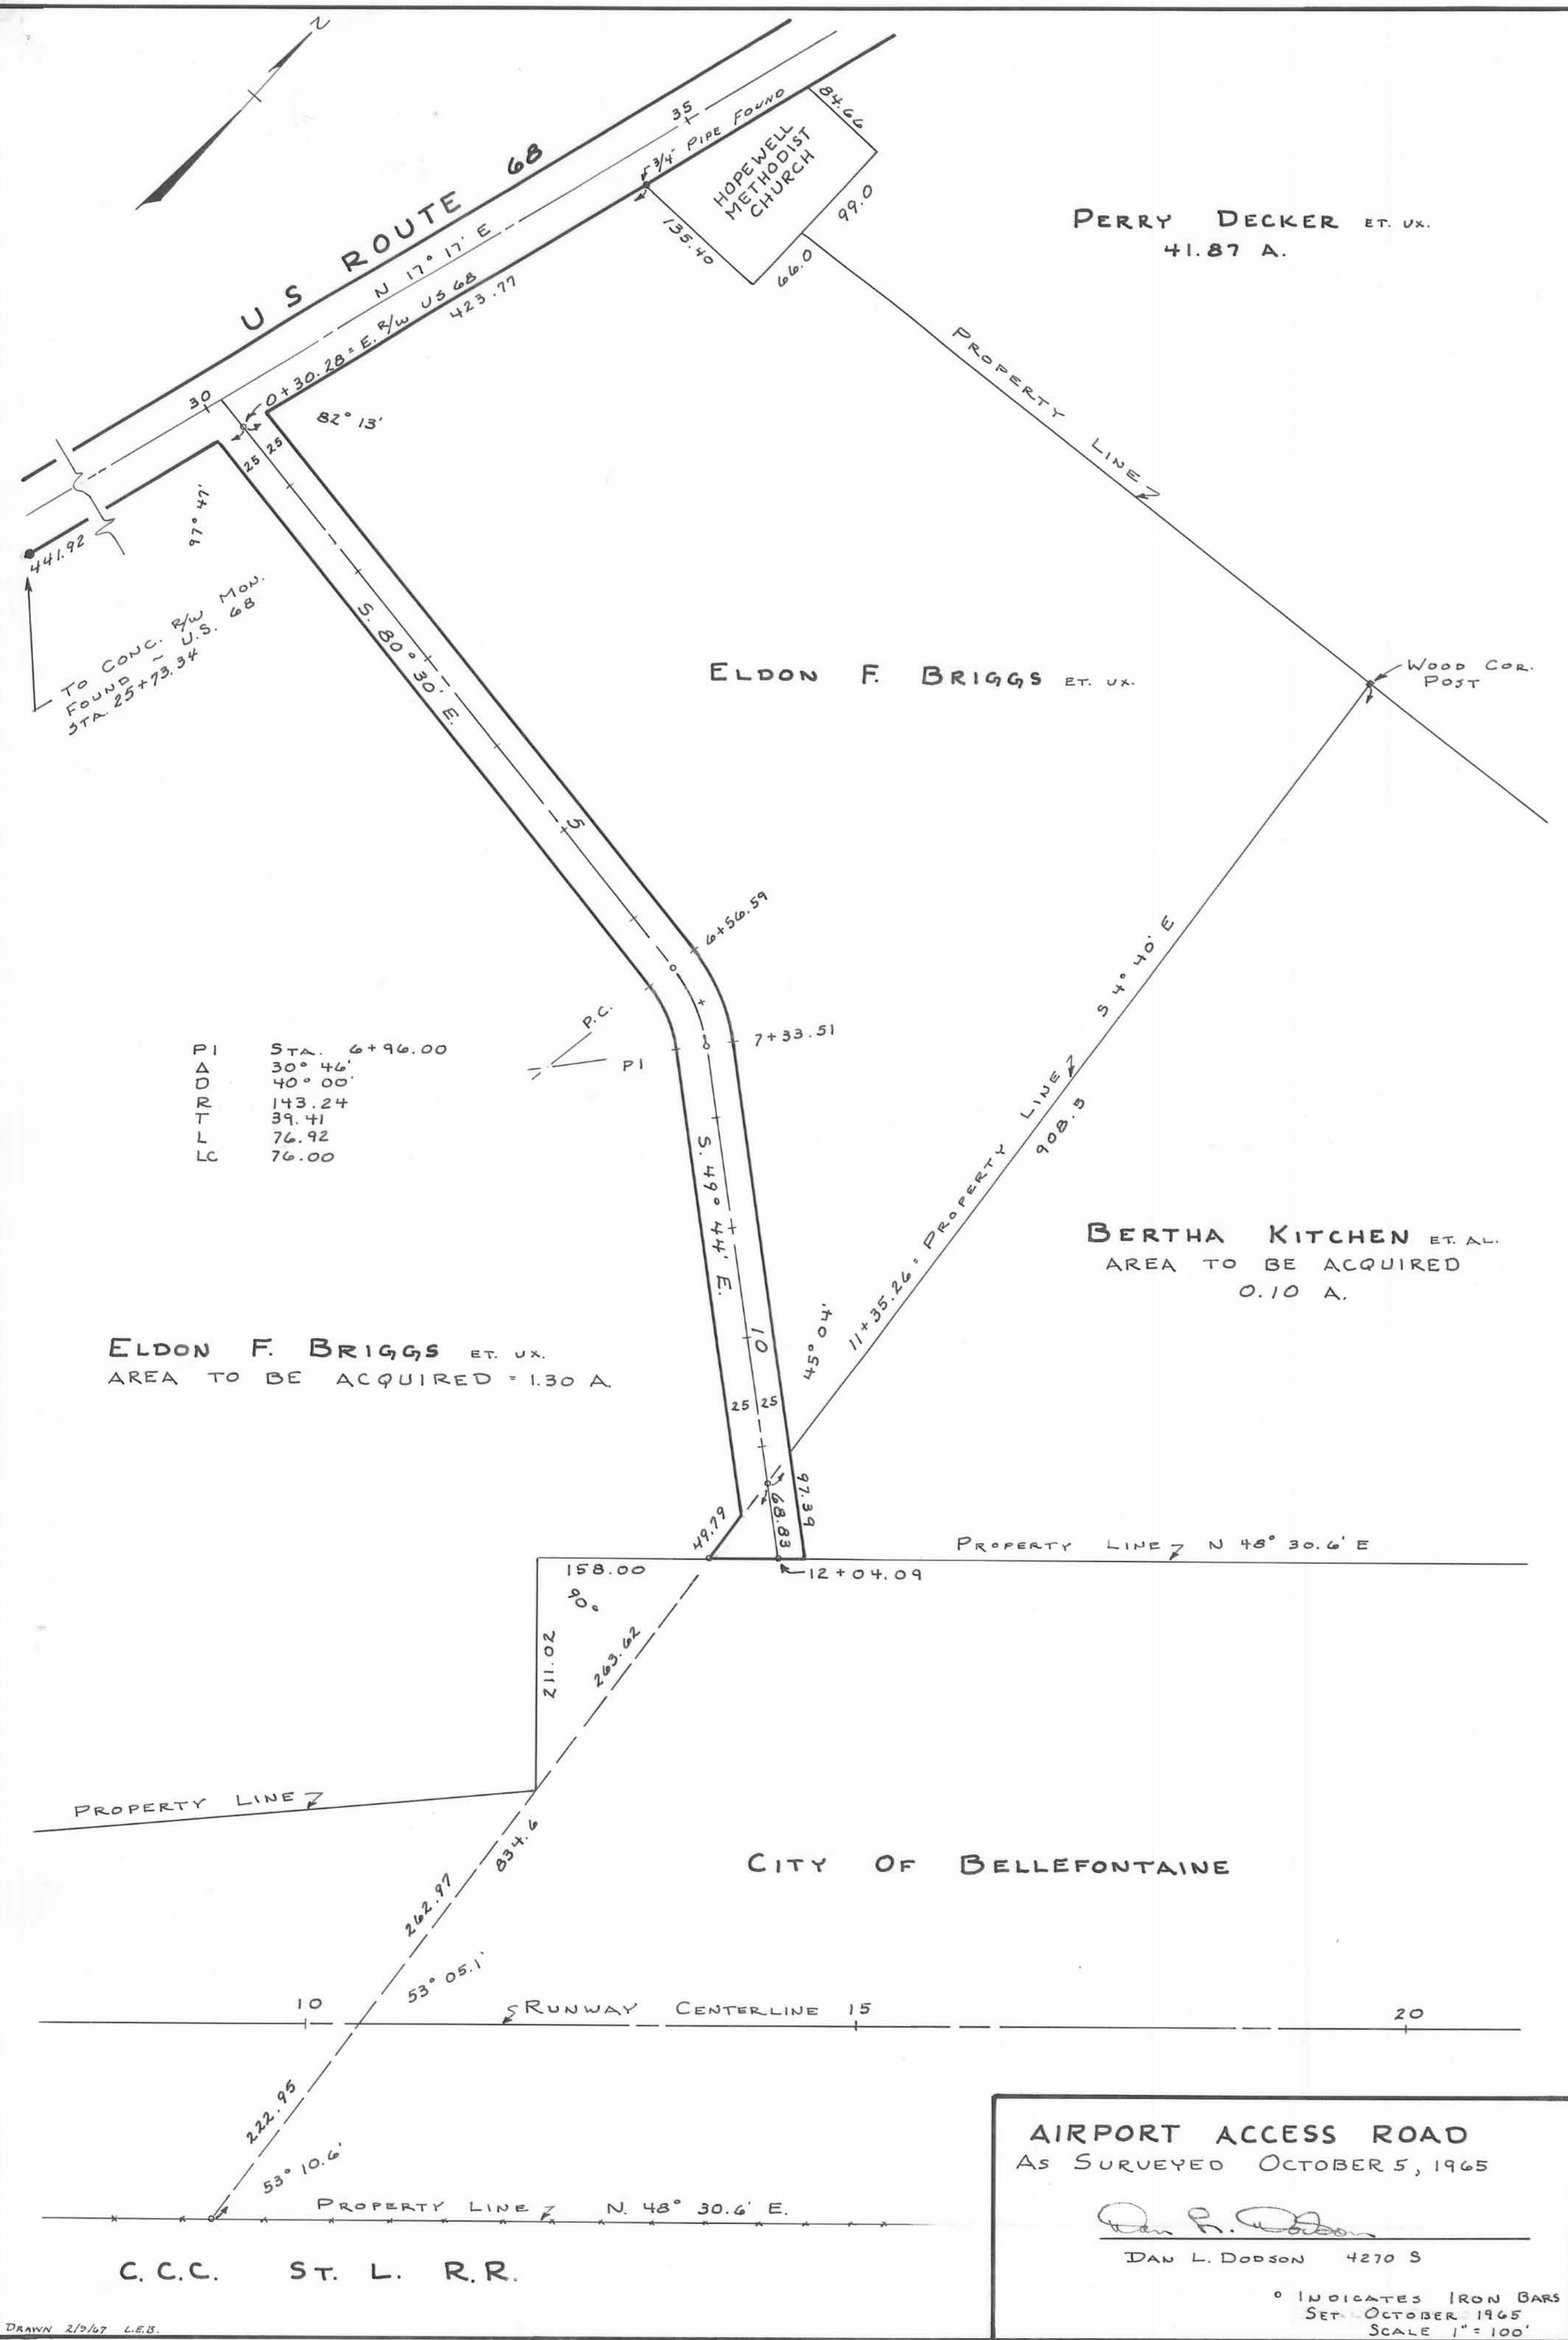 N
US ROUTE 68
35
3/4" PIPE FOUND
84.66
HOPEWELL
METHODIST
CHURCH
99.0
135.40
66.0
PERRY DECKER ET. UX.
41.87 A.
N 17° 17' E
0+30.28 = E. R/W US 68
423.77
30
82° 13'
25 25
97° 47'
441.92
TO CONC. R/W MON.
FOUND ~ U.S. 68
STA. 25+73.34
PROPERTY LINE
S. 80° 30' E.
ELDON F. BRIGGS ET. UX.
WOOD COR.
POST
5
6+56.59
S 4° 40' E
P.C.
PI
7+33.51
PI STA. 6+96.00
Δ 30° 46'
D 40° 00'
R 143.24
T 39.41
L 76.92
LC 76.00
S. 49° 44' E.
11+35.26 = PROPERTY LINE
908.5
BERTHA KITCHEN ET. AL.
AREA TO BE ACQUIRED
0.10 A.
10
45° 04'
ELDON F. BRIGGS ET. UX.
AREA TO BE ACQUIRED = 1.30 A.
25 25
49.79
68.83
97.39
PROPERTY LINE N 48° 30.6' E
158.00
12+04.09
90°
211.02
263.62
PROPERTY LINE
834.6
CITY OF BELLEFONTAINE
262.97
53° 05.1'
10
RUNWAY CENTERLINE 15
20
222.95
53° 10.6'
PROPERTY LINE N. 48° 30.6' E.
C.C.C. ST. L. R.R.
AIRPORT ACCESS ROAD
AS SURVEYED OCTOBER 5, 1965
Dan L. Dodson
DAN L. DODSON 4270 S
° INDICATES IRON BARS
SET OCTOBER 1965
SCALE 1" = 100'
DRAWN 2/9/67 L.E.B.